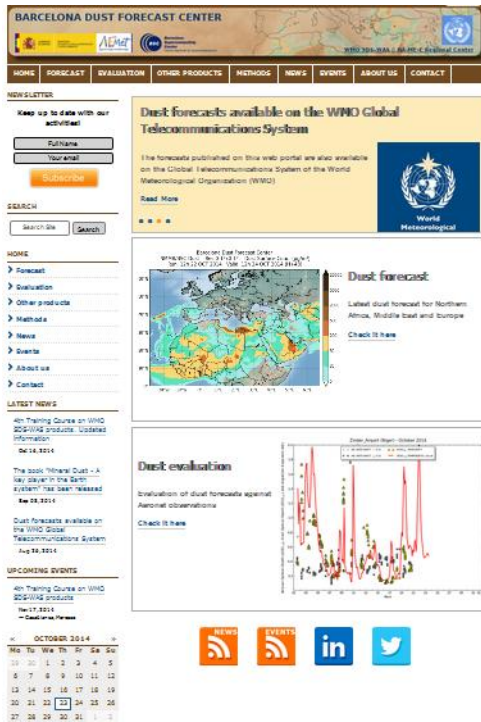 BARCELONA DUST FORECAST CENTER
WMO SDS-WAS | NA-ME-E Regional Center
HOME FORECAST EVALUATION OTHER PRODUCTS METHODS NEWS EVENTS ABOUT US CONTACT
NEWSLETTER
Keep up to date with our
activities!
Full Name
Your email
Subscribe
SEARCH
Search Site Search
HOME
Forecast
Evaluation
Other products
Methods
News
Events
About us
Contact
LATEST NEWS
4th Training Course on WMO
SDS-WAS products. Updated
information
Oct 16, 2014
The book "Mineral Dust - A
key player in the Earth
system" has been released
Sep 05, 2014
Dust forecasts available on
the WMO Global
Telecommunications System
Aug 26, 2014
UPCOMING EVENTS
4th Training Course on WMO
SDS-WAS products
Nov 17, 2014
— Casablanca, Morocco
« OCTOBER 2014 »
Mo Tu We Th Fr Sa Su
29 30 1 2 3 4 5
6 7 8 9 10 11 12
13 14 15 16 17 18 19
20 21 22 23 24 25 26
27 28 29 30 31 1 2
Dust forecasts available on the WMO Global
Telecommunications System
The forecasts published on this web portal are also available
on the Global Telecommunications System of the World
Meteorological Organization (WMO)
Read More
World
Meteorological
Barcelona Dust Forecast Center
Dust forecast
Latest dust forecast for Northern
Africa, Middle East and Europe
Check it here
Dust evaluation
Evaluation of dust forecasts against
Aeronet observations
Check it here
NEWS
EVENTS
in